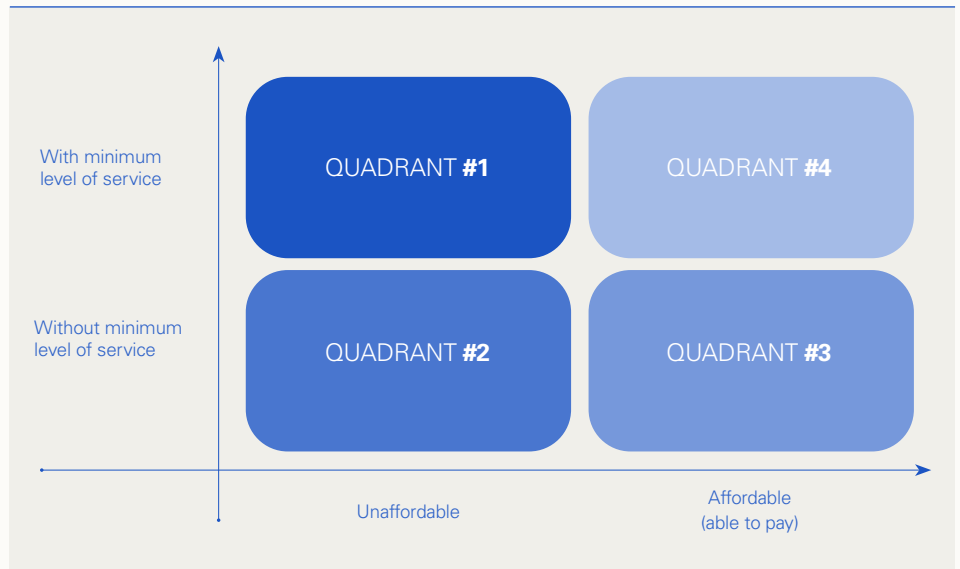 With minimum
level of service
QUADRANT #1
QUADRANT #4
Without minimum
level of service
QUADRANT #2
QUADRANT #3
Unaffordable
Affordable
(able to pay)